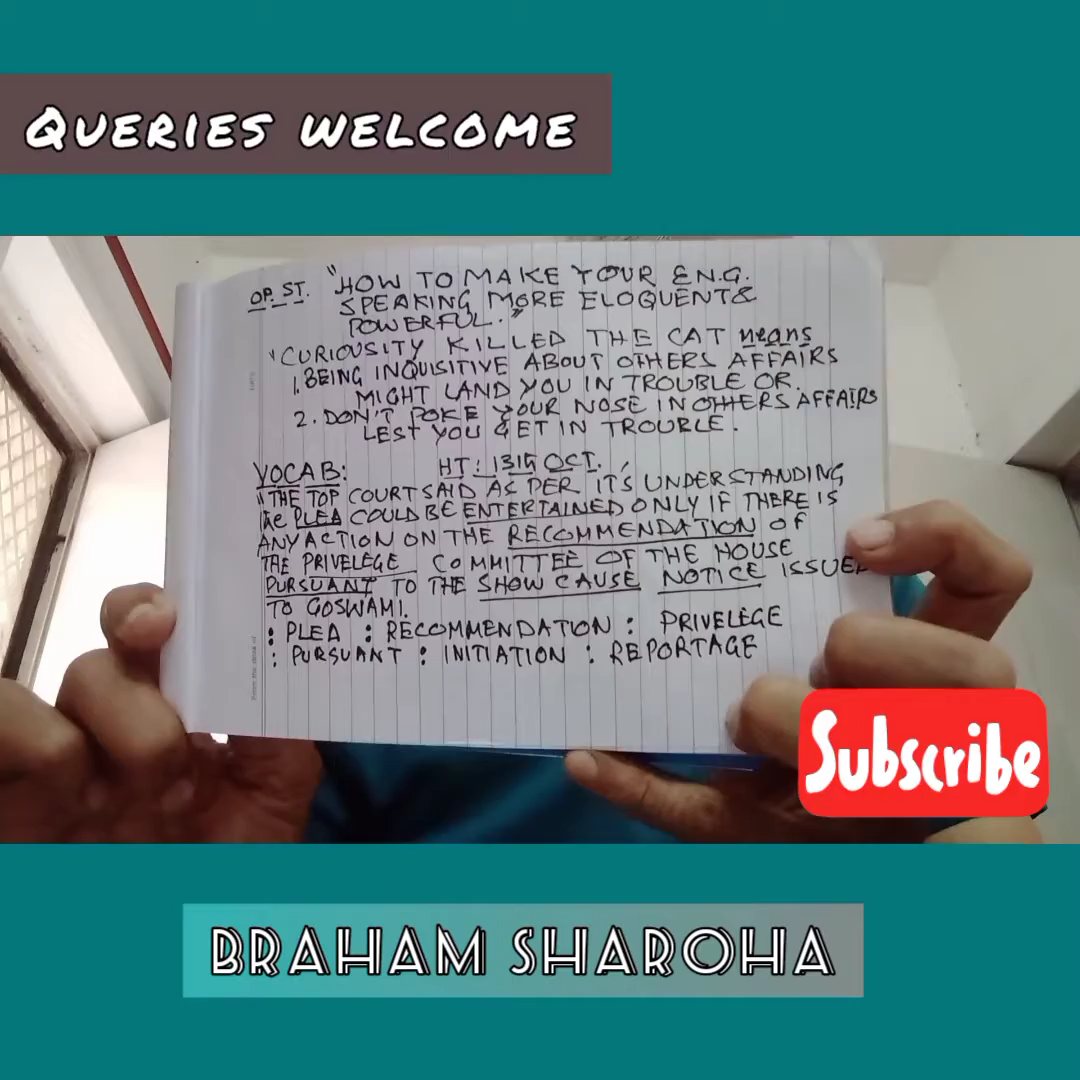 QUERIES WELCOME
OP. ST. "HOW TO MAKE YOUR ENG.
SPEAKING MORE ELOQUENT &
POWERFUL."
"CURIOUSITY KILLED THE CAT means
1. BEING INQUISITIVE ABOUT OTHERS AFFAIRS
MIGHT LAND YOU IN TROUBLE OR.
2. DON'T POKE YOUR NOSE IN OTHERS AFFAIRS
LEST YOU GET IN TROUBLE.
VOCAB: HT: 13th OCT.
"THE TOP COURT SAID AS PER IT'S UNDERSTANDING
the PLEA COULD BE ENTERTAINED ONLY IF THERE IS
ANY ACTION ON THE RECOMMENDATION OF
THE PRIVELEGE COMMITTEE OF THE HOUSE
PURSUANT TO THE SHOW CAUSE NOTICE ISSUED
TO GOSWAMI.
: PLEA : RECOMMENDATION : PRIVELEGE
: PURSUANT : INITIATION : REPORTAGE
Subscribe
BRAHAM SHAROHA